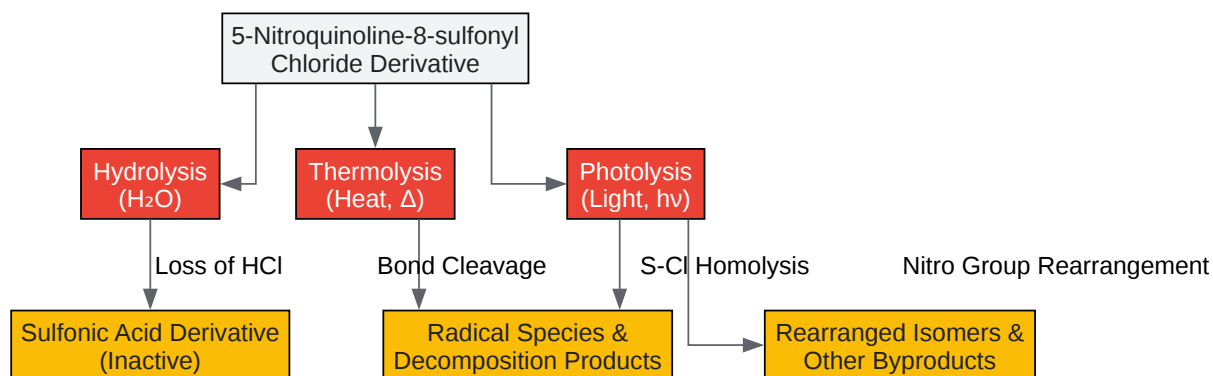 5-Nitroquinoline-8-sulfonyl
Chloride Derivative
Hydrolysis
(H₂O)
Thermolysis
(Heat, Δ)
Photolysis
(Light, hν)
Loss of HCl
Bond Cleavage
S-Cl Homolysis
Nitro Group Rearrangement
Sulfonic Acid Derivative
(Inactive)
Radical Species &
Decomposition Products
Rearranged Isomers &
Other Byproducts